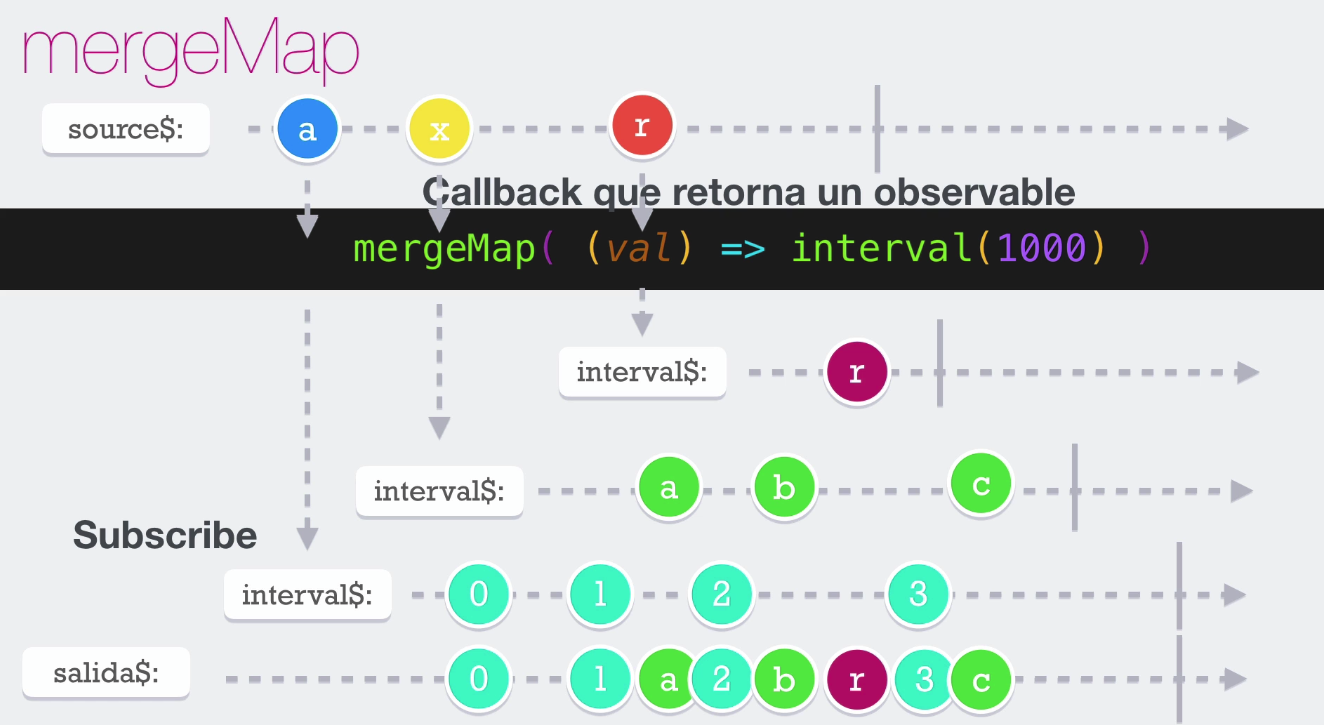 mergeMap
source$: a x r
Callback que retorna un observable
mergeMap( (val) => interval(1000) )
interval$: r
interval$: a b c
Subscribe
interval$: 0 1 2 3
salida$: 0 1 a 2 b r 3 c